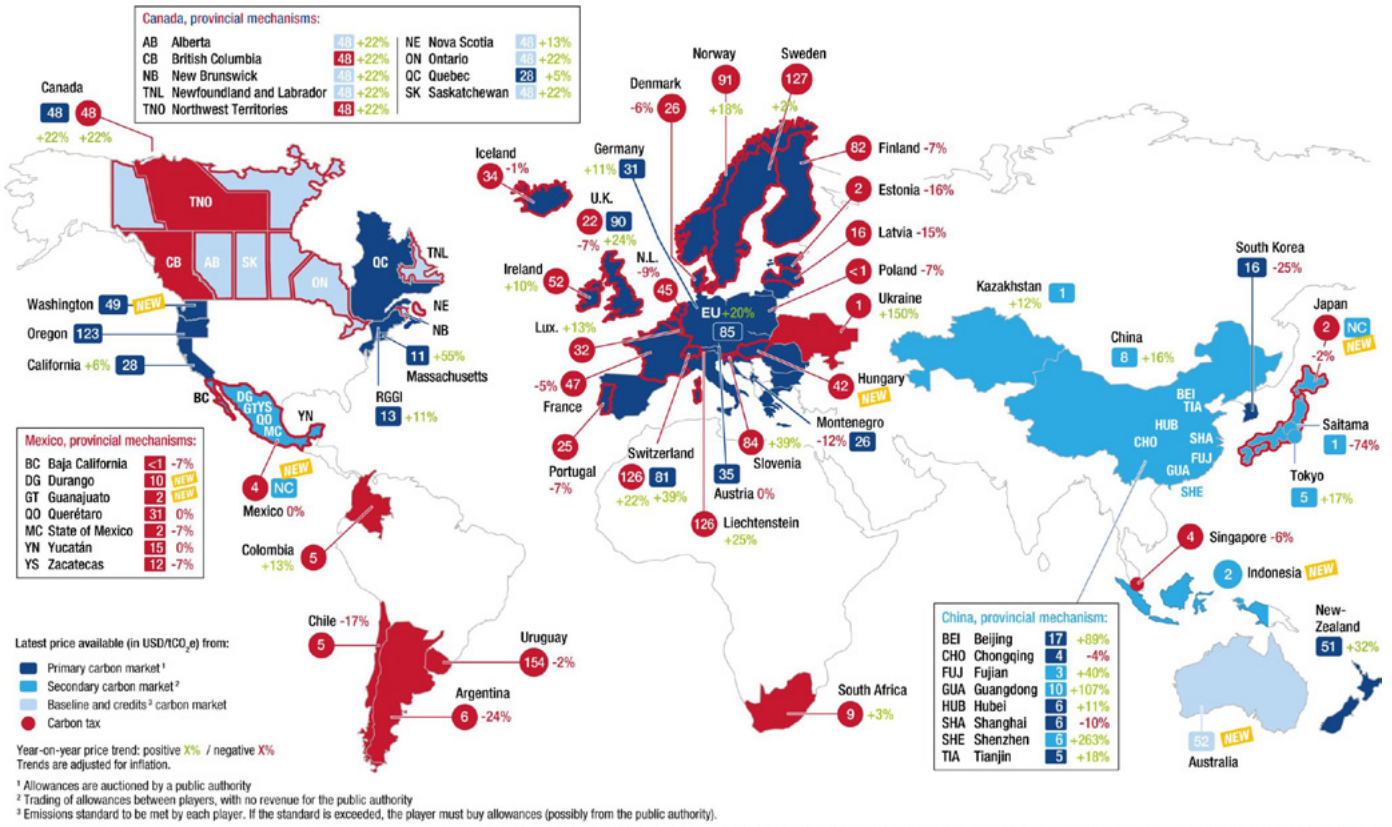 Canada, provincial mechanisms:
AB Alberta 48 +22%
CB British Columbia 48 +22%
NB New Brunswick 48 +22%
TNL Newfoundland and Labrador 48 +22%
TNO Northwest Territories 48 +22%
NE Nova Scotia 48 +13%
ON Ontario 48 +22%
QC Quebec 28 +5%
SK Saskatchewan 48 +22%
Canada
48 48
+22% +22%
TNO
CB
AB
SK
ON
QC
TNL
NE
NB
Washington 49 NEW
Oregon 123
California +6% 28
11 +55%
Massachusetts
RGGI
13 +11%
BC
DG
GT YS
QO
MC
YN
NEW
4 NC
Mexico 0%
Mexico, provincial mechanisms:
BC Baja California <1 -7%
DG Durango 10 NEW
GT Guanajuato 2 NEW
QO Querétaro 31 0%
MC State of Mexico 2 -7%
YN Yucatán 15 0%
YS Zacatecas 12 -7%
Colombia
+13%
5
Chile -17%
5
Uruguay
154 -2%
Argentina
6 -24%
Iceland
34 -1%
Norway
91
+18%
Sweden
127
+2%
Denmark
-6% 26
Germany
+11% 31
U.K.
22 90
-7% +24%
Ireland
+10%
52
N.L.
-9%
45
Lux. +13%
32
-5% 47
France
EU +20%
85
82 Finland -7%
2 Estonia -16%
16 Latvia -15%
<1 Poland -7%
Ukraine
1
+150%
42 Hungary
NEW
Montenegro
-12% 26
84 +39%
Slovenia
35
Austria 0%
Switzerland
126 81
+22% +39%
25
Portugal
-7%
126 Liechtenstein
+25%
South Africa
9 +3%
Kazakhstan
+12%
1
China
8 +16%
BEI
TIA
HUB
CHO
SHA
FUJ
GUA
SHE
South Korea
16 -25%
Japan
2 NC
-2% NEW
Saitama
1 -74%
Tokyo
5 +17%
4 Singapore -6%
2 Indonesia NEW
New-
Zealand
51 +32%
52 NEW
Australia
China, provincial mechanism:
BEI Beijing 17 +89%
CHO Chongqing 4 -4%
FUJ Fujian 3 +40%
GUA Guangdong 10 +107%
HUB Hubei 6 +11%
SHA Shanghai 6 -10%
SHE Shenzhen 6 +263%
TIA Tianjin 5 +18%
Latest price available (in USD/tCO₂e) from:
Primary carbon market ¹
Secondary carbon market ²
Baseline and credits ³ carbon market
Carbon tax
Year-on-year price trend: positive X% / negative X%
Trends are adjusted for inflation.
¹ Allowances are auctioned by a public authority
² Trading of allowances between players, with no revenue for the public authority
³ Emissions standard to be met by each player. If the standard is exceeded, the player must buy allowances (possibly from the public authority).